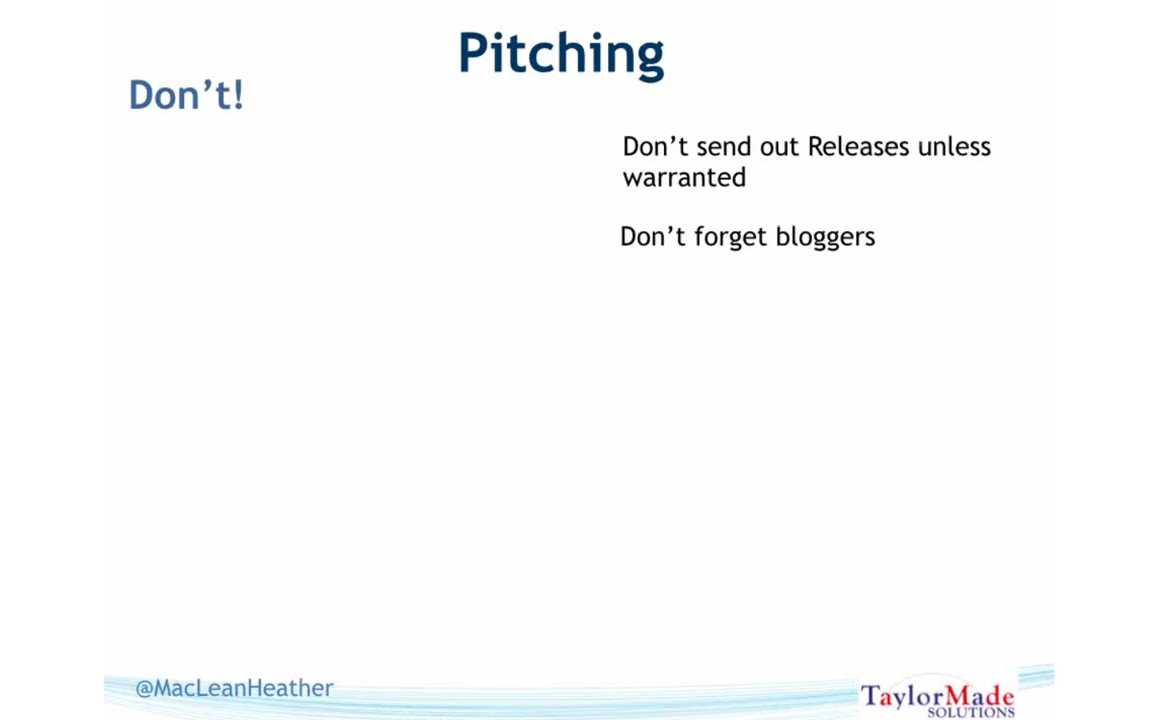 Pitching
Don't!
Don't send out Releases unless
warranted
Don't forget bloggers
@MacLeanHeather
TaylorMade
SOLUTIONS